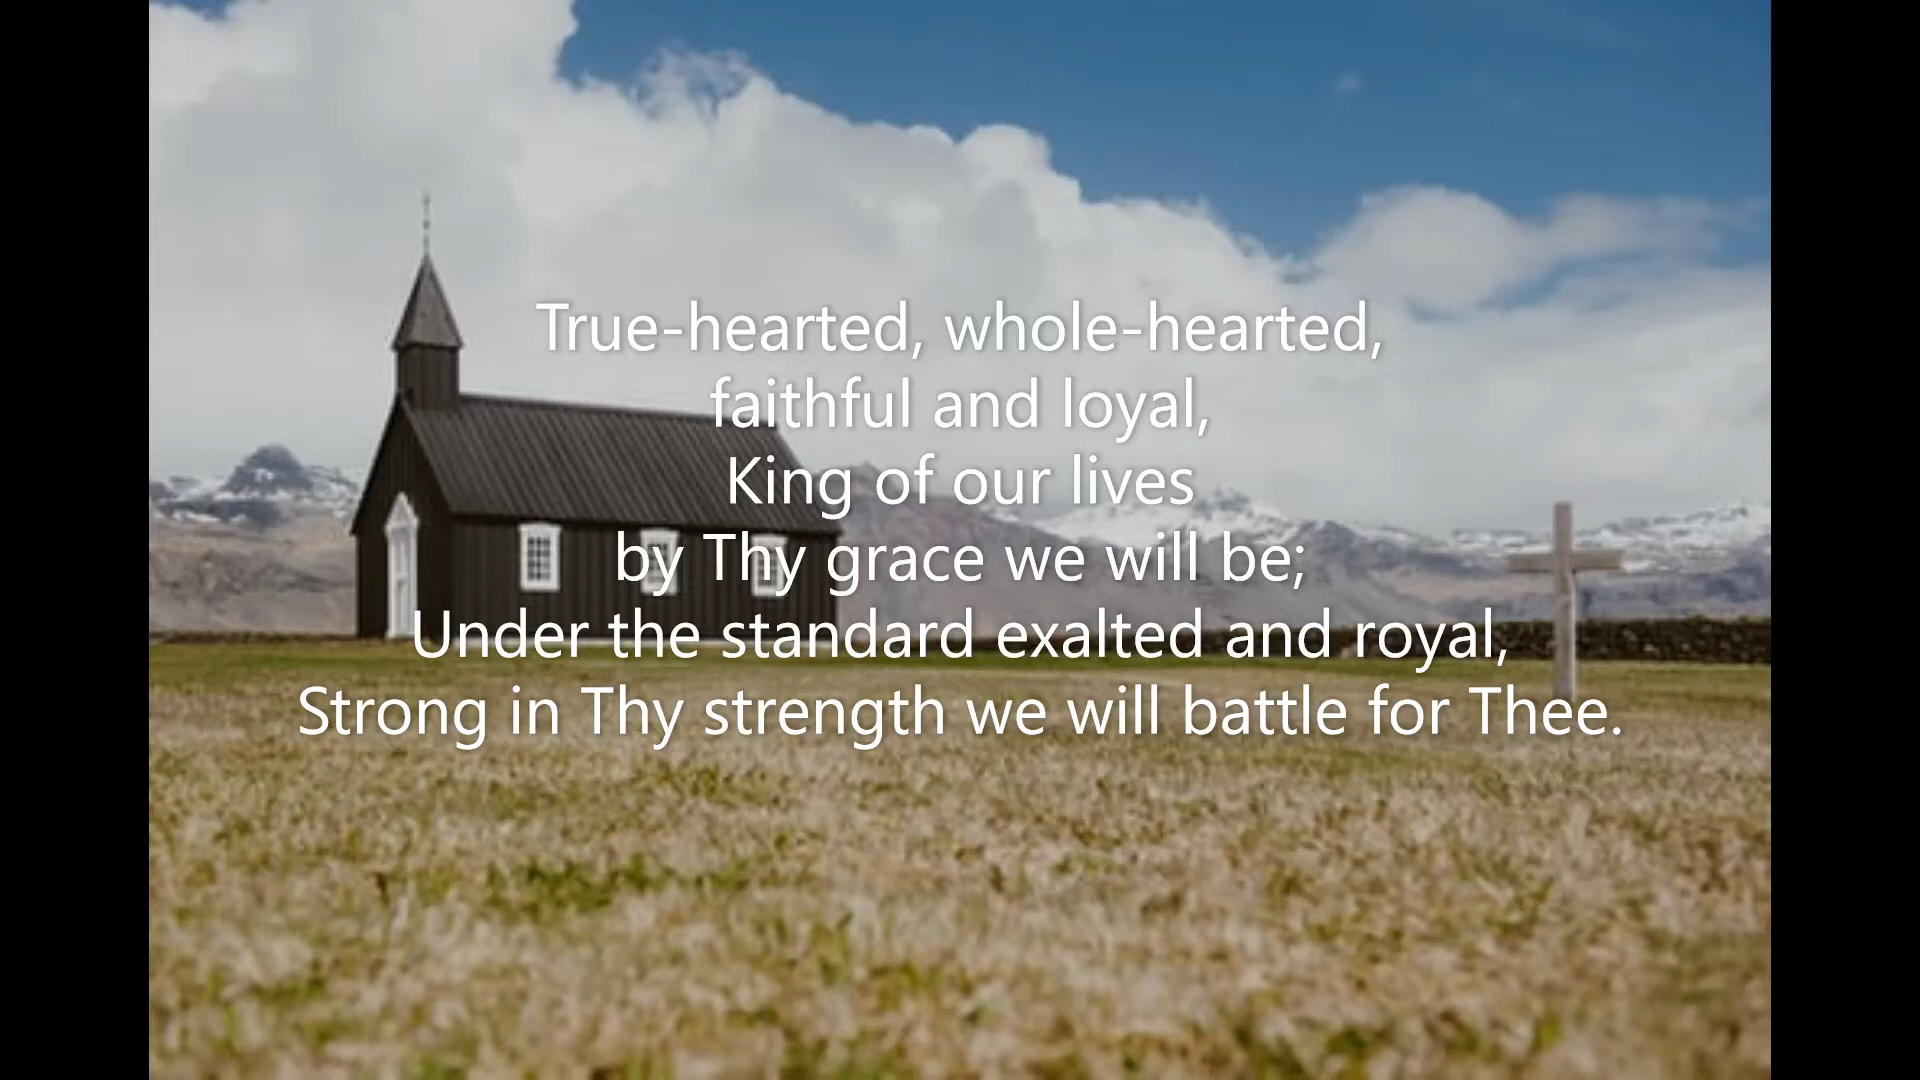 True-hearted, whole-hearted,
faithful and loyal,
King of our lives
by Thy grace we will be;
Under the standard exalted and royal,
Strong in Thy strength we will battle for Thee.